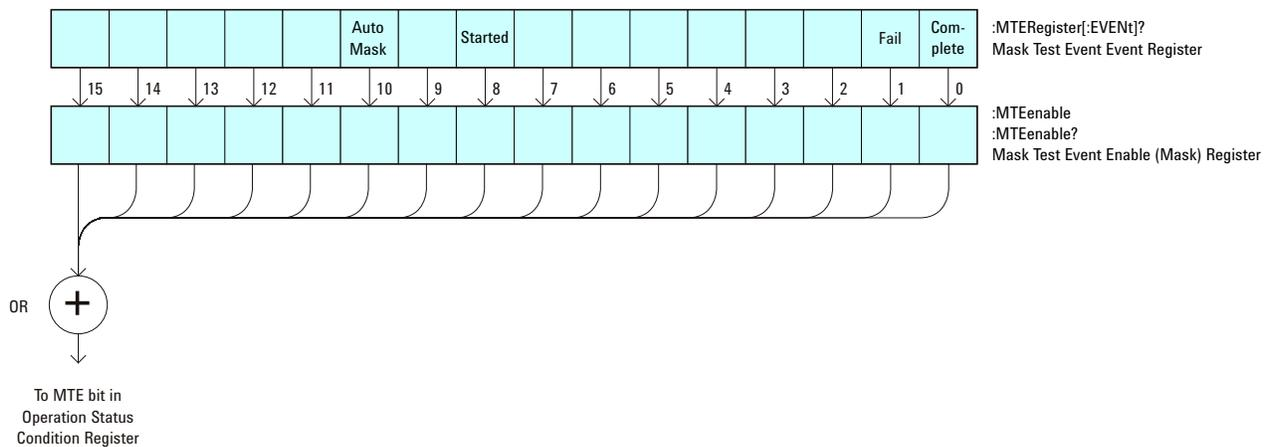 Auto
Mask
Started
Fail
Com-
plete
:MTERegister[:EVENt]?
Mask Test Event Event Register
15 14 13 12 11 10 9 8 7 6 5 4 3 2 1 0
:MTEenable
:MTEenable?
Mask Test Event Enable (Mask) Register
OR
+
To MTE bit in
Operation Status
Condition Register